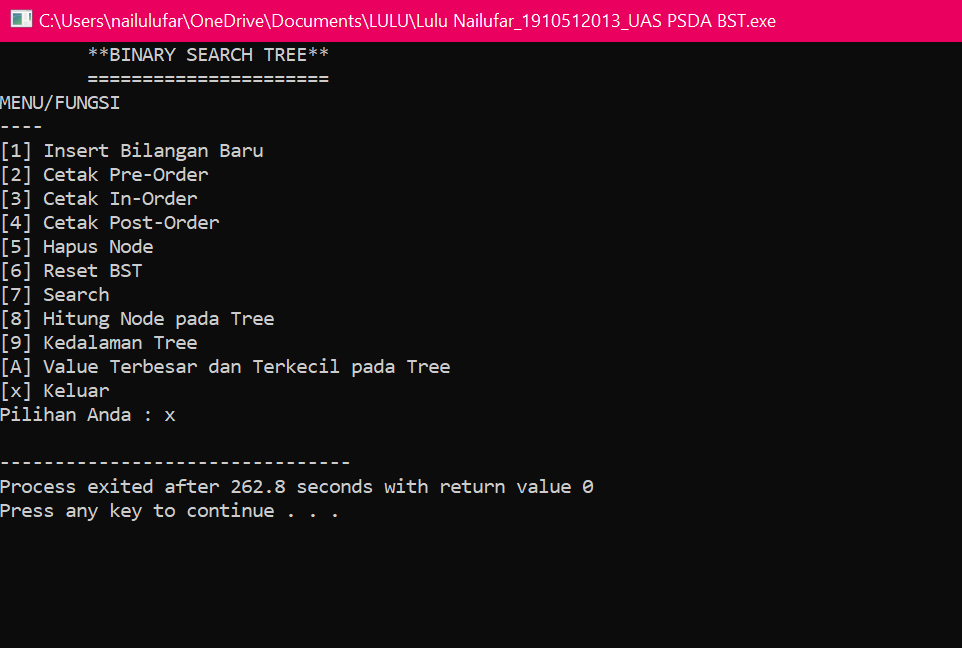 C:\Users\nailulufar\OneDrive\Documents\LULU\Lulu Nailufar_1910512013_UAS PSDA BST.exe
**BINARY SEARCH TREE**
======================
MENU/FUNGSI
----
[1] Insert Bilangan Baru
[2] Cetak Pre-Order
[3] Cetak In-Order
[4] Cetak Post-Order
[5] Hapus Node
[6] Reset BST
[7] Search
[8] Hitung Node pada Tree
[9] Kedalaman Tree
[A] Value Terbesar dan Terkecil pada Tree
[x] Keluar
Pilihan Anda : x
--------------------------------
Process exited after 262.8 seconds with return value 0
Press any key to continue . . .